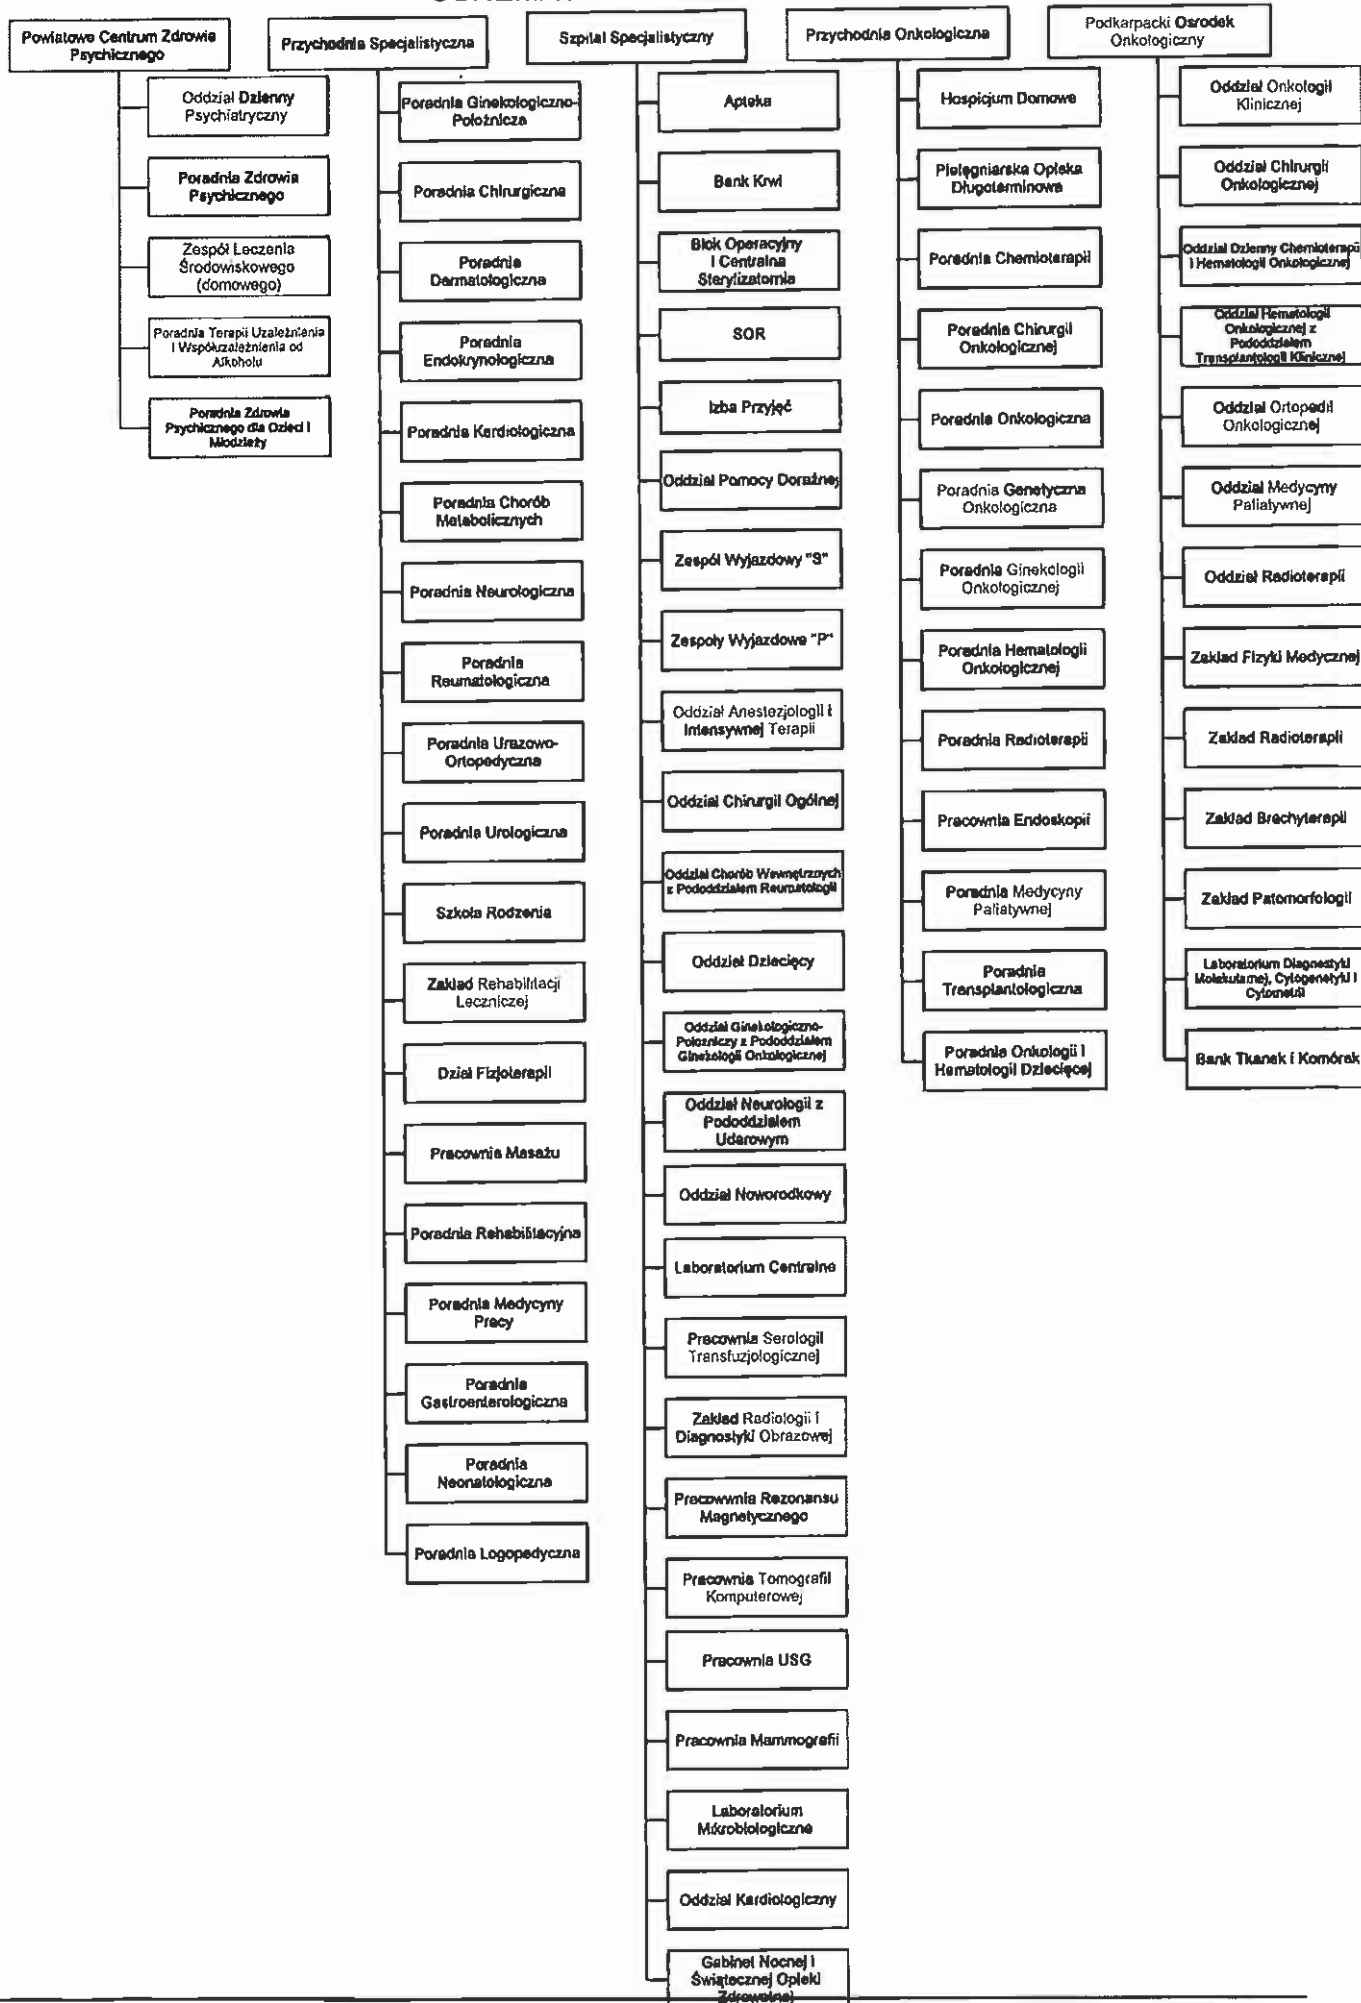 Powiatowe Centrum Zdrowia
Psychicznego
Oddział Dzienny
Psychiatryczny
Poradnia Zdrowia
Psychicznego
Zespół Leczenia
Środowiskowego
(domowego)
Poradnia Terapii Uzależnienia
i Współuzależnienia od
Alkoholu
Poradnia Zdrowia
Psychicznego dla Dzieci i
Młodzieży
Przychodnia Specjalistyczna
Poradnia Ginekologiczno-
Położnicza
Poradnia Chirurgiczna
Poradnia
Dermatologiczna
Poradnia
Endokrynologiczna
Poradnia Kardiologiczna
Poradnia Chorób
Metabolicznych
Poradnia Neurologiczna
Poradnia
Reumatologiczna
Poradnia Urazowo-
Ortopedyczna
Poradnia Urologiczna
Szkoła Rodzenia
Zakład Rehabilitacji
Leczniczej
Dział Fizjoterapii
Pracownia Masażu
Poradnia Rehabilitacyjna
Poradnia Medycyny
Pracy
Poradnia
Gastroenterologiczna
Poradnia
Neonatologiczna
Poradnia Logopedyczna
Szpital Specjalistyczny
Apteka
Bank Krwi
Blok Operacyjny
i Centralna
Sterylizatornia
SOR
Izba Przyjęć
Oddział Pomocy Doraźnej
Zespół Wyjazdowy "S"
Zespoły Wyjazdowe "P"
Oddział Anestezjologii i
Intensywnej Terapii
Oddział Chirurgii Ogólnej
Oddział Chorób Wewnętrznych
z Pododdziałem Reumatologii
Oddział Dziecięcy
Oddział Ginekologiczno-
Położniczy z Pododdziałem
Ginekologii Onkologicznej
Oddział Neurologii z
Pododdziałem
Udarowym
Oddział Noworodkowy
Laboratorium Centralne
Pracownia Serologii
Transfuzjologicznej
Zakład Radiologii i
Diagnostyki Obrazowej
Pracowwnia Rezonansu
Magnetycznego
Pracownia Tomografii
Komputerowej
Pracownia USG
Pracownia Mammografii
Laboratorium
Mikrobiologiczne
Oddział Kardiologiczny
Gabinet Nocnej i
Świątecznej Opieki
Zdrowotnej
Przychodnia Onkologiczna
Hospicjum Domowe
Pielęgniarska Opieka
Długoterminowa
Poradnia Chemioterapii
Poradnia Chirurgii
Onkologicznej
Poradnia Onkologiczna
Poradnia Genetyczna
Onkologiczna
Poradnia Ginekologii
Onkologicznej
Poradnia Hematologii
Onkologicznej
Poradnia Radioterapii
Pracownia Endoskopii
Poradnia Medycyny
Paliatywnej
Poradnia
Transplantologiczna
Poradnia Onkologii i
Hematologii Dziecięcej
Podkarpacki Ośrodek
Onkologiczny
Oddział Onkologii
Klinicznej
Oddział Chirurgii
Onkologicznej
Oddział Dzienny Chemioterapii
i Hematologii Onkologicznej
Oddział Hematologii
Onkologicznej z
Pododdziałem
Transplantologii Klinicznej
Oddział Ortopedii
Onkologicznej
Oddział Medycyny
Paliatywnej
Oddział Radioterapii
Zakład Fizyki Medycznej
Zakład Radioterapii
Zakład Brachyterapii
Zakład Patomorfologii
Laboratorium Diagnostyki
Molekularnej, Cytogenetyki i
Cytometrii
Bank Tkanek i Komórek